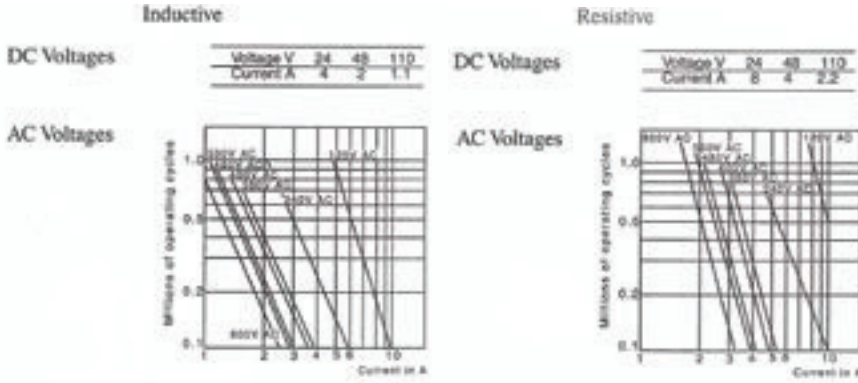 Inductive
DC Voltages
Voltage V 24 48 110
Current A 4 2 1.1
AC Voltages
120V AC
240V AC
600V AC
Millions of operating cycles
1.0
0.5
0.2
0.1
1 2 3 4 5 6 10
Current in A
Resistive
DC Voltages
Voltage V 24 48 110
Current A 8 4 2.2
AC Voltages
600V AC
120V AC
240V AC
Millions of operating cycles
1.0
0.5
0.2
0.1
1 2 3 4 5 6 10
Current in A